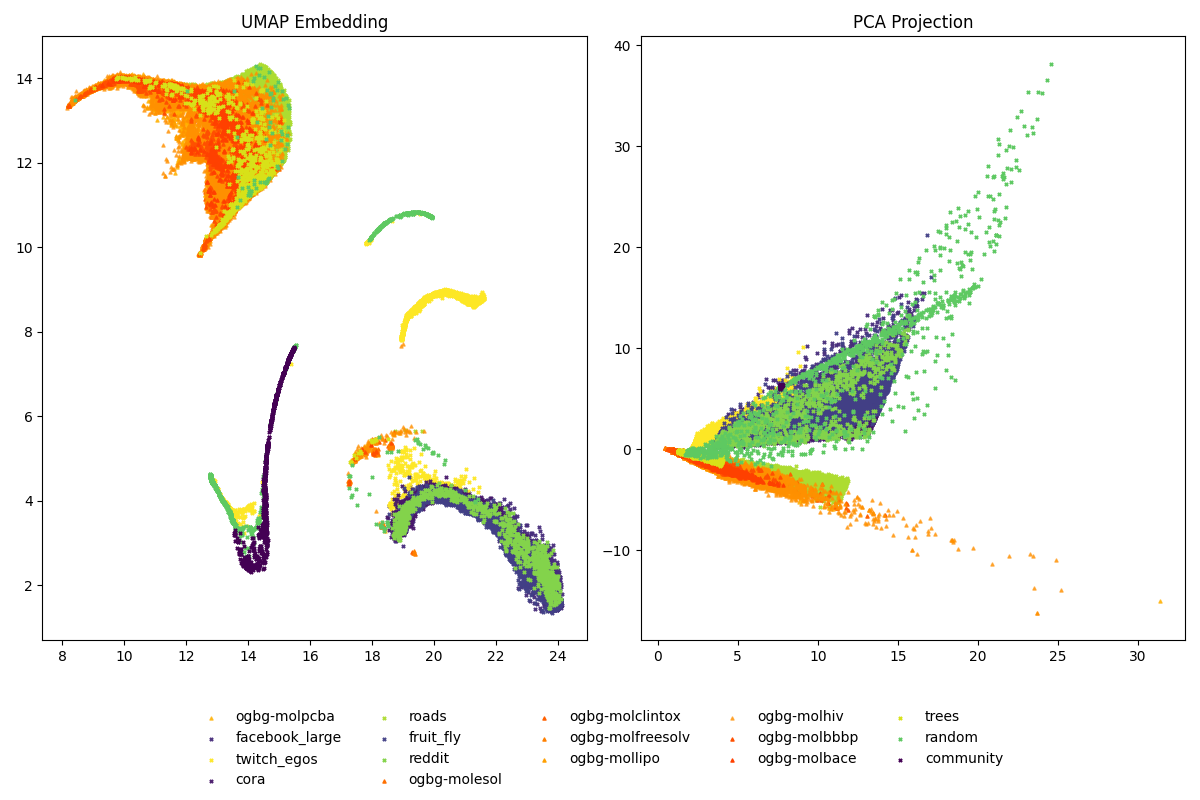 UMAP Embedding
PCA Projection
14
12
10
8
6
4
2
8 10 12 14 16 18 20 22 24
40
30
20
10
0
−10
0 5 10 15 20 25 30
ogbg-molpcba roads ogbg-molclintox ogbg-molhiv trees
facebook_large fruit_fly ogbg-molfreesolv ogbg-molbbbp random
twitch_egos reddit ogbg-mollipo ogbg-molbace community
cora ogbg-molesol